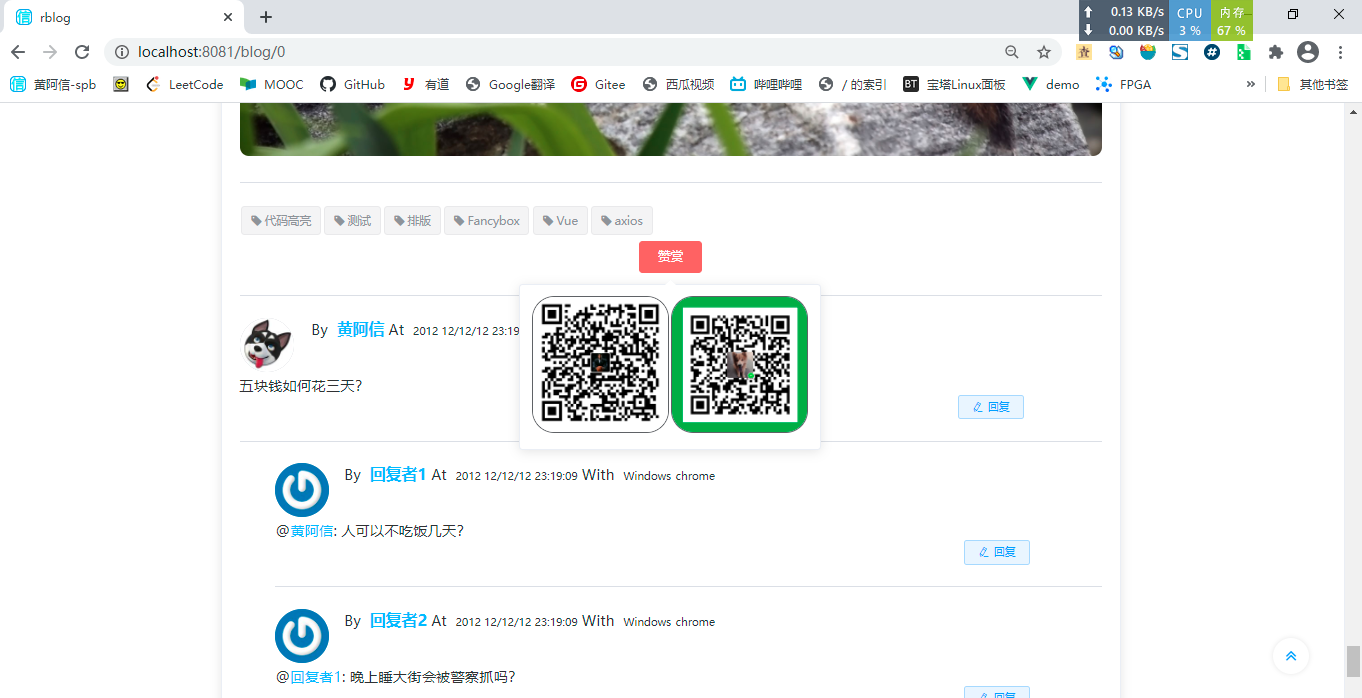 rblog
0.13 KB/s CPU 内存
0.00 KB/s 3 % 67 %
localhost:8081/blog/0
黄阿信-spb LeetCode MOOC GitHub 有道 Google翻译 Gitee 西瓜视频 哔哩哔哩 / 的索引 宝塔Linux面板 demo FPGA » 其他书签
代码高亮 测试 排版 Fancybox Vue axios
赞赏
By 黄阿信 At 2012 12/12/12 23:19
五块钱如何花三天?
回复
By 回复者1 At 2012 12/12/12 23:19:09 With Windows chrome
@黄阿信: 人可以不吃饭几天?
回复
By 回复者2 At 2012 12/12/12 23:19:09 With Windows chrome
@回复者1: 晚上睡大街会被警察抓吗?
回复